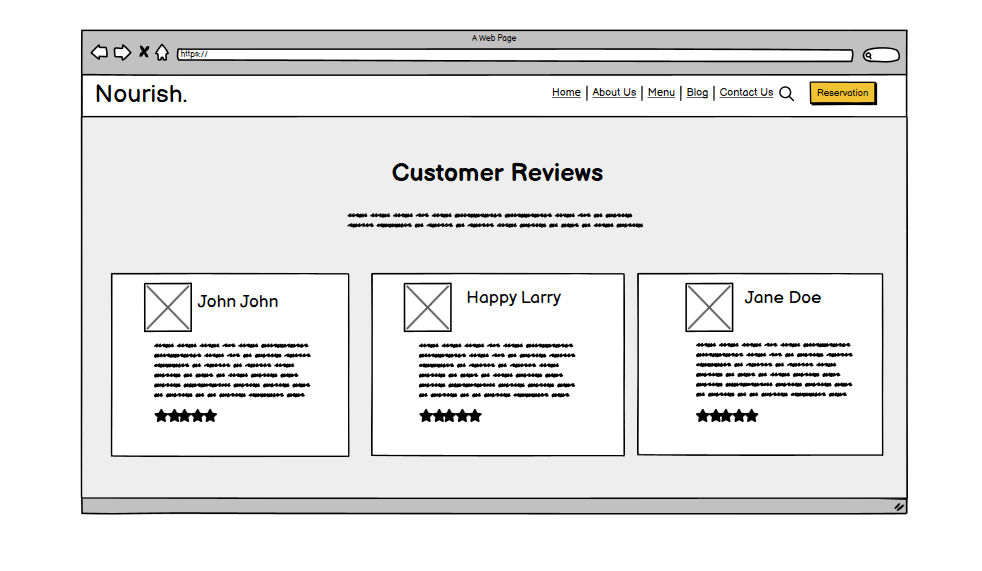 A Web Page
https://
Nourish.
Home | About Us | Menu | Blog | Contact Us
Reservation
Customer Reviews
John John
Happy Larry
Jane Doe